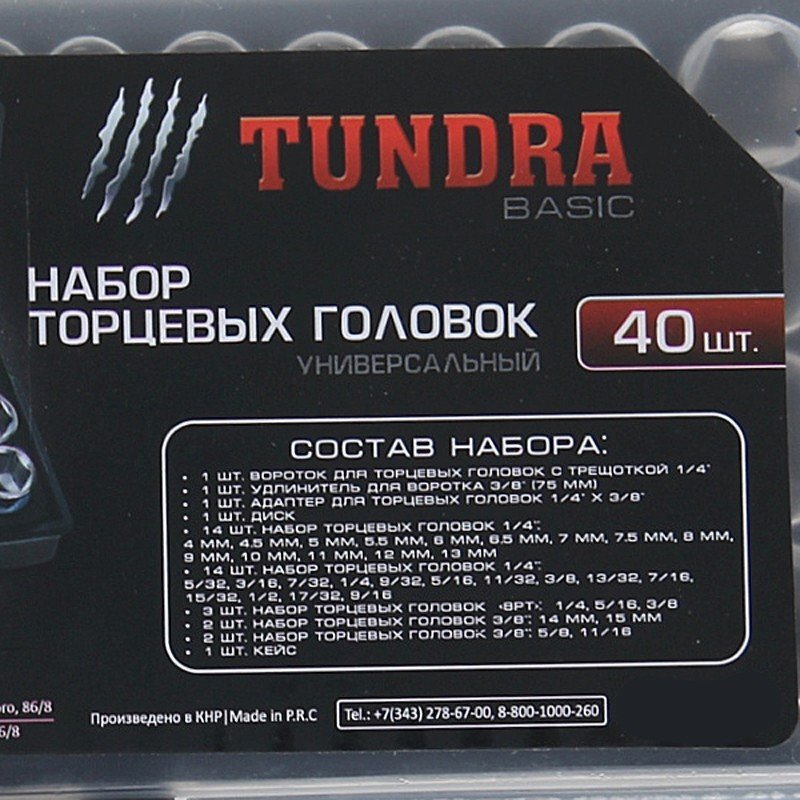 TUNDRA
BASIC
НАБОР
ТОРЦЕВЫХ ГОЛОВОК
УНИВЕРСАЛЬНЫЙ
40 ШТ.
СОСТАВ НАБОРА:
• 1 ШТ. ВОРОТОК ДЛЯ ТОРЦЕВЫХ ГОЛОВОК С ТРЕЩОТКОЙ 1/4"
• 1 ШТ. УДЛИНИТЕЛЬ ДЛЯ ВОРОТКА 3/8" (75 ММ)
• 1 ШТ. АДАПТЕР ДЛЯ ТОРЦЕВЫХ ГОЛОВОК 1/4" X 3/8"
• 1 ШТ. ДИСК
• 14 ШТ. НАБОР ТОРЦЕВЫХ ГОЛОВОК 1/4":
4 ММ, 4.5 ММ, 5 ММ, 5.5 ММ, 6 ММ, 6.5 ММ, 7 ММ, 7.5 ММ, 8 ММ,
9 ММ, 10 ММ, 11 ММ, 12 ММ, 13 ММ
• 14 ШТ. НАБОР ТОРЦЕВЫХ ГОЛОВОК 1/4":
5/32, 3/16, 7/32, 1/4, 9/32, 5/16, 11/32, 3/8, 13/32, 7/16,
15/32, 1/2, 17/32, 9/16
• 3 ШТ. НАБОР ТОРЦЕВЫХ ГОЛОВОК «8PT»: 1/4, 5/16, 3/8
• 2 ШТ. НАБОР ТОРЦЕВЫХ ГОЛОВОК 3/8": 14 ММ, 15 ММ
• 2 ШТ. НАБОР ТОРЦЕВЫХ ГОЛОВОК 3/8": 5/8, 11/16
• 1 ШТ. КЕЙС
86/8
6/8
Произведено в КНР|Made in P.R.C
Tel.: +7(343) 278-67-00, 8-800-1000-260